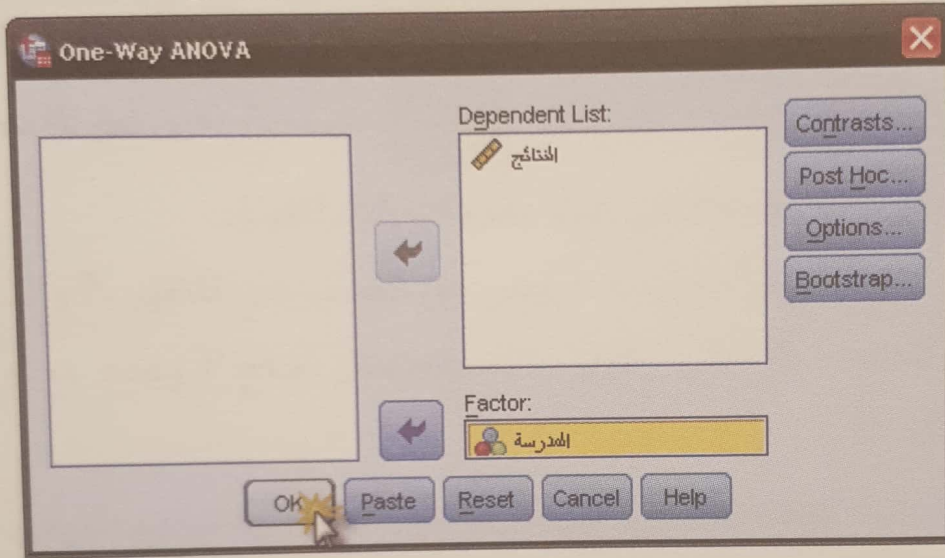 One-Way ANOVA
Dependent List:
النتائج
Contrasts...
Post Hoc...
Options...
Bootstrap...
Factor:
المدرسة
OK
Paste
Reset
Cancel
Help